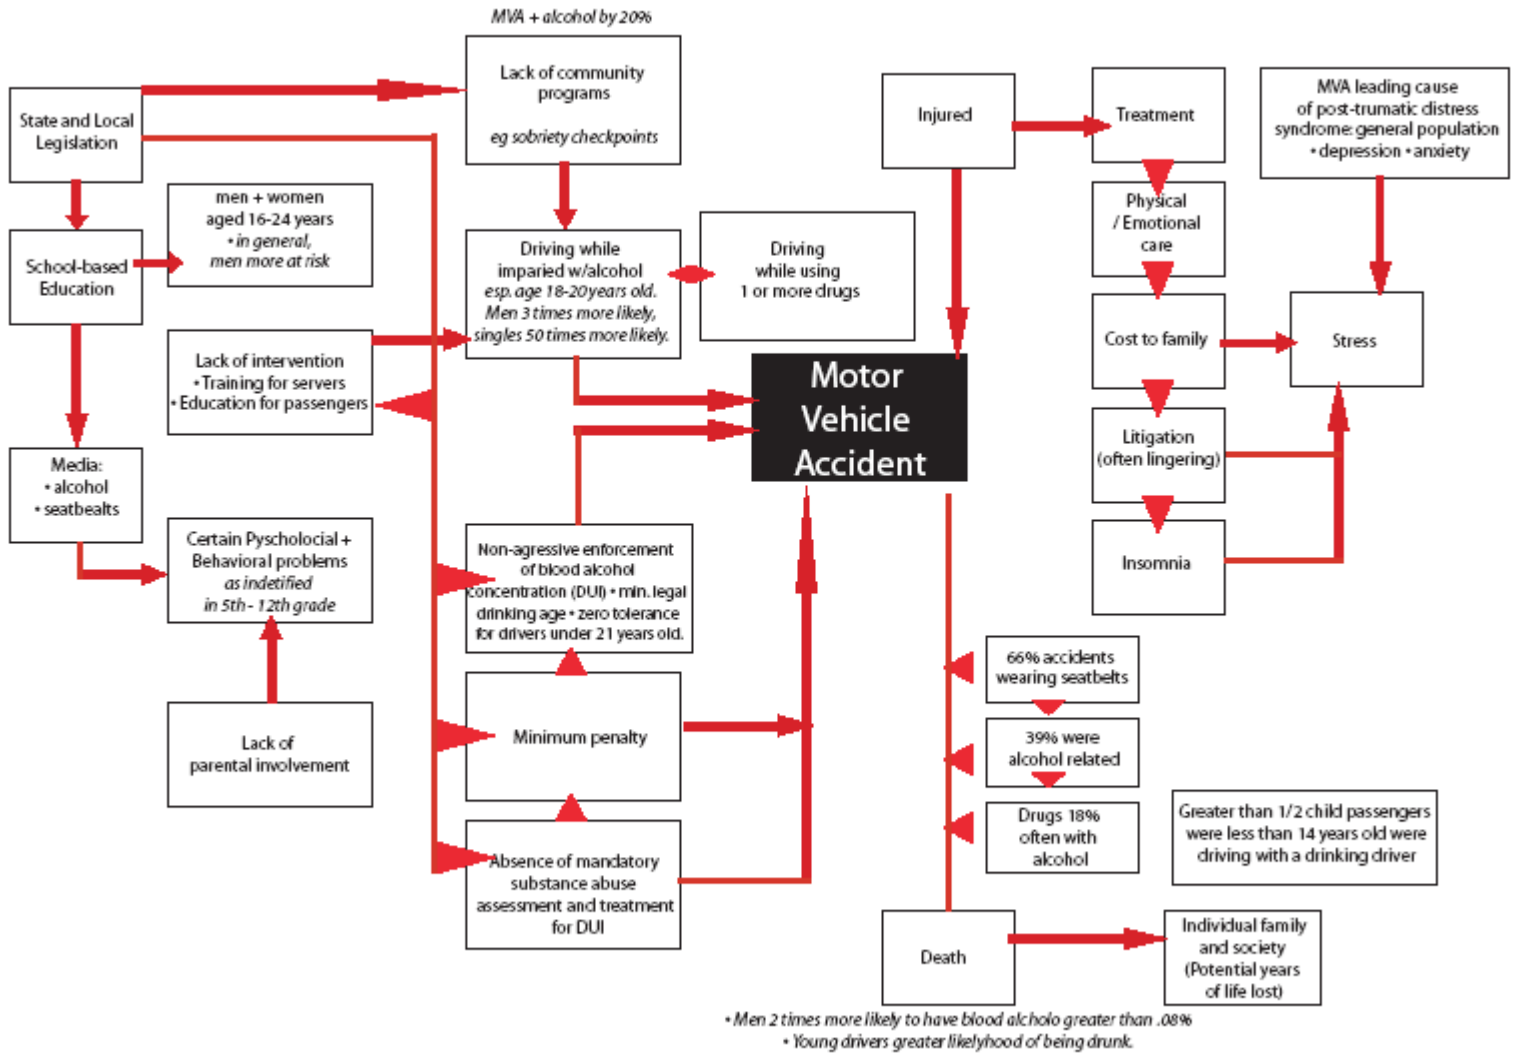 MVA + alcohol by 20%
Lack of community
programs
eg sobriety checkpoints
State and Local
Legislation
men + women
aged 16-24 years
• in general,
men more at risk
School-based
Education
Driving while
imparied w/alcohol
esp. age 18-20 years old.
Men 3 times more likely,
singles 50 times more likely.
Driving
while using
1 or more drugs
Lack of intervention
• Training for servers
• Education for passengers
Media:
• alcohol
• seatbealts
Certain Pyscholocial +
Behavioral problems
as indetified
in 5th - 12th grade
Lack of
parental involvement
Non-agressive enforcement
of blood alcohol
concentration (DUI) • min. legal
drinking age • zero tolerance
for drivers under 21 years old.
Minimum penalty
Absence of mandatory
substance abuse
assessment and treatment
for DUI
Motor
Vehicle
Accident
Injured
Treatment
Physical
/ Emotional
care
Cost to family
Litigation
(often lingering)
Insomnia
MVA leading cause
of post-trumatic distress
syndrome: general population
• depression • anxiety
Stress
66% accidents
wearing seatbelts
39% were
alcohol related
Drugs 18%
often with
alcohol
Greater than 1/2 child passengers
were less than 14 years old were
driving with a drinking driver
Death
Individual family
and society
(Potential years
of life lost)
• Men 2 times more likely to have blood alcholo greater than .08%
• Young drivers greater likelyhood of being drunk.